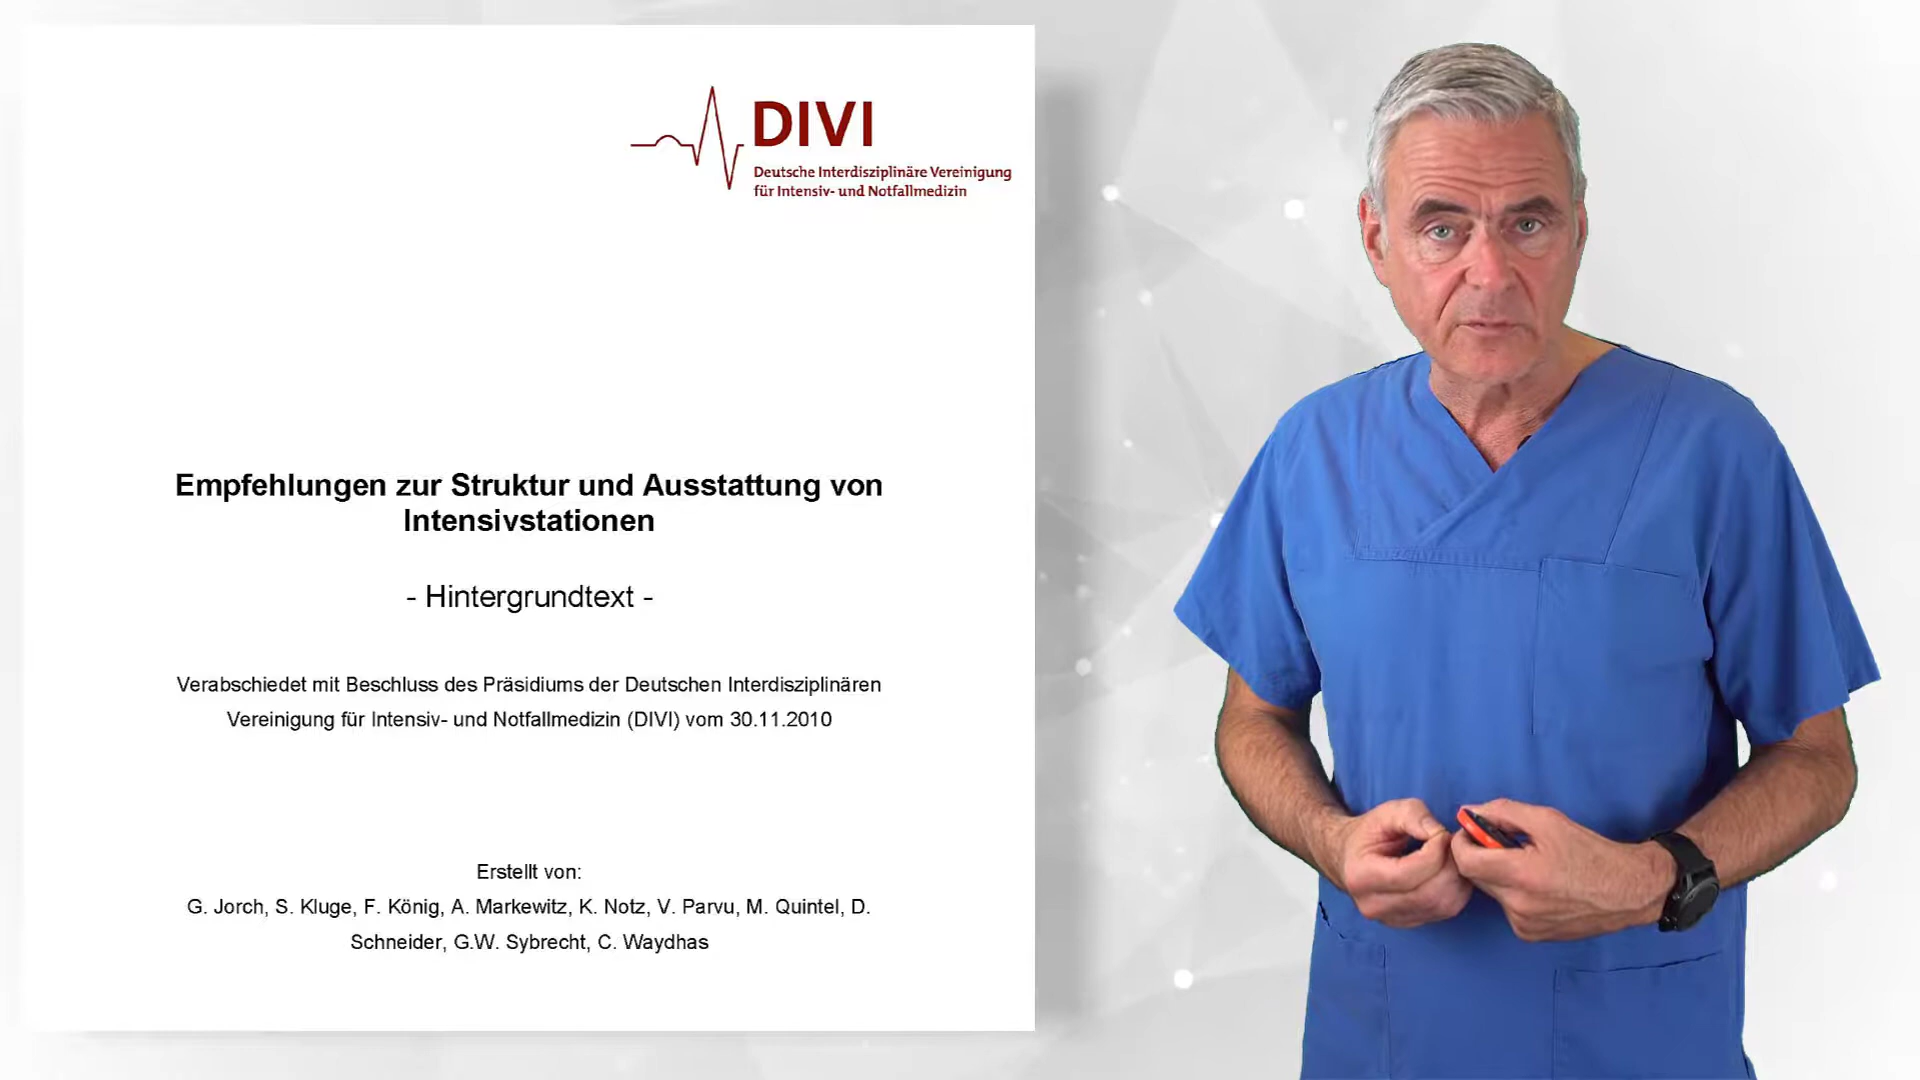 DIVI
Deutsche Interdisziplinäre Vereinigung
für Intensiv- und Notfallmedizin
Empfehlungen zur Struktur und Ausstattung von
Intensivstationen
- Hintergrundtext -
Verabschiedet mit Beschluss des Präsidiums der Deutschen Interdisziplinären
Vereinigung für Intensiv- und Notfallmedizin (DIVI) vom 30.11.2010
Erstellt von:
G. Jorch, S. Kluge, F. König, A. Markewitz, K. Notz, V. Parvu, M. Quintel, D.
Schneider, G.W. Sybrecht, C. Waydhas